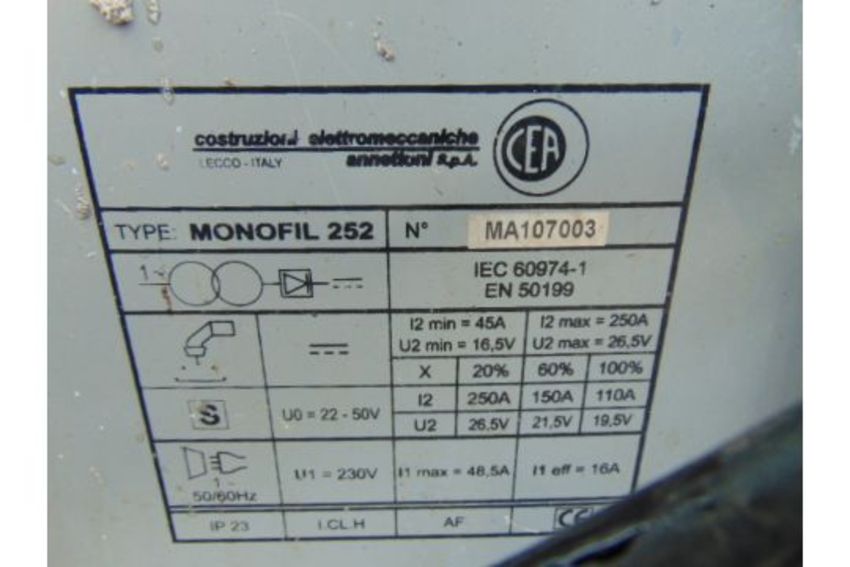 costruzioni elettromeccaniche
annettoni s.p.A.
LECCO - ITALY
CEA
TYPE: MONOFIL 252 N° MA107003
1~
IEC 60974-1
EN 50199
I2 min = 45A I2 max = 250A
U2 min = 16,5V U2 max = 26,5V
X 20% 60% 100%
S U0 = 22 - 50V
I2 250A 150A 110A
U2 26.5V 21,5V 19,5V
1~
50/60Hz
U1 = 230V I1 max = 48,5A I1 eff = 16A
IP 23 I.CL.H AF CE